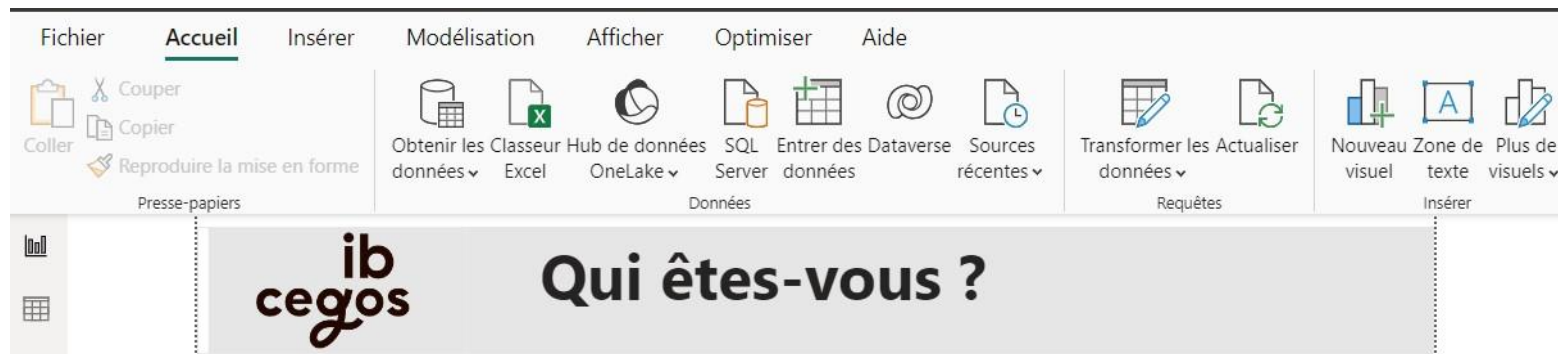 Fichier Accueil Insérer Modélisation Afficher Optimiser Aide
Coller
Couper
Copier
Reproduire la mise en forme
Presse-papiers
Obtenir les
données
Classeur
Excel
Hub de données
OneLake
SQL
Server
Entrer des
données
Dataverse
Sources
récentes
Données
Transformer les
données
Actualiser
Requêtes
Nouveau
visuel
Zone de
texte
Plus de
visuels
Insérer
ib
cegos
Qui êtes-vous ?